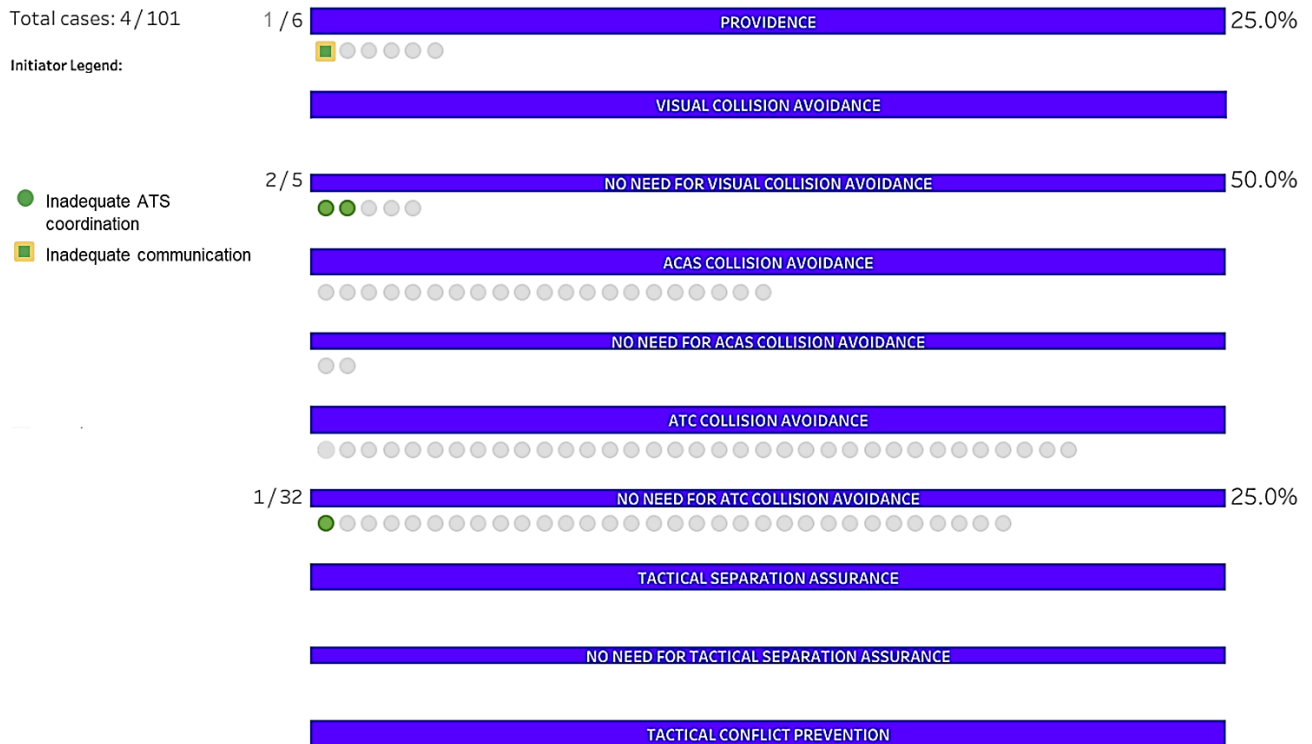 Total cases: 4/101
1/6
PROVIDENCE
25.0%
Initiator Legend:
VISUAL COLLISION AVOIDANCE
2/5
NO NEED FOR VISUAL COLLISION AVOIDANCE
50.0%
Inadequate ATS
coordination
Inadequate communication
ACAS COLLISION AVOIDANCE
NO NEED FOR ACAS COLLISION AVOIDANCE
ATC COLLISION AVOIDANCE
1/32
NO NEED FOR ATC COLLISION AVOIDANCE
25.0%
TACTICAL SEPARATION ASSURANCE
NO NEED FOR TACTICAL SEPARATION ASSURANCE
TACTICAL CONFLICT PREVENTION